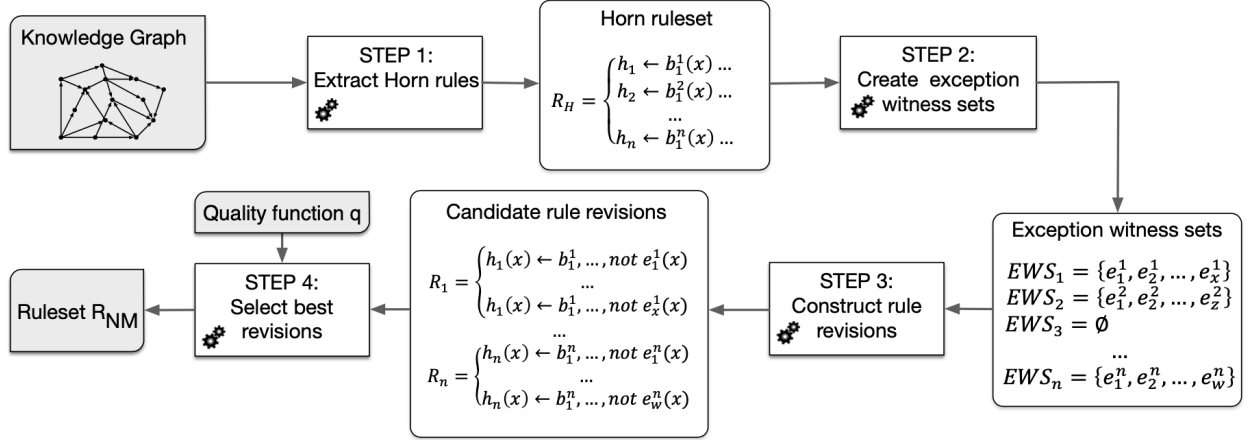 Knowledge Graph
STEP 1:
Extract Horn rules
Horn ruleset
R_H = { h_1 ← b_1^1(x) ...
h_2 ← b_1^2(x) ...
...
h_n ← b_1^n(x) ...
STEP 2:
Create exception
witness sets
Exception witness sets
EWS_1 = {e_1^1, e_2^1, ..., e_x^1}
EWS_2 = {e_1^2, e_2^2, ..., e_z^2}
EWS_3 = ∅
...
EWS_n = {e_1^n, e_2^n, ..., e_w^n}
STEP 3:
Construct rule
revisions
Candidate rule revisions
R_1 = { h_1(x) ← b_1^1, ..., not e_1^1(x)
...
h_1(x) ← b_1^1, ..., not e_x^1(x)
...
R_n = { h_n(x) ← b_1^n, ..., not e_1^n(x)
...
h_n(x) ← b_1^n, ..., not e_w^n(x)
Quality function q
STEP 4:
Select best
revisions
Ruleset R_NM